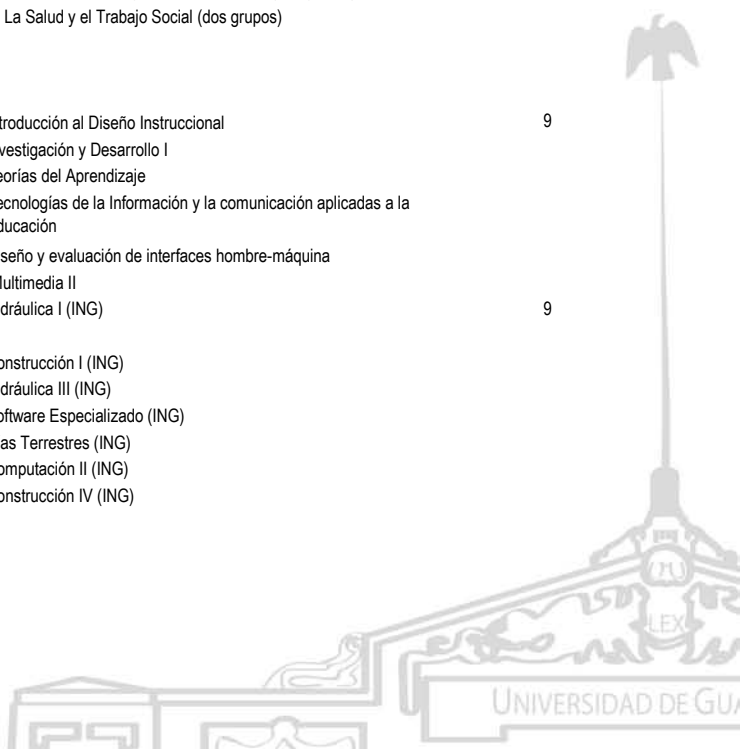 La Salud y el Trabajo Social (dos grupos)
troducción al Diseño Instruccional 9
vestigación y Desarrollo I
eorías del Aprendizaje
ecnologías de la Información y la comunicación aplicadas a la
ducación
seño y evaluación de interfaces hombre-máquina
ultimedia II
dráulica I (ING) 9
onstrucción I (ING)
dráulica III (ING)
oftware Especializado (ING)
as Terrestres (ING)
omputación II (ING)
onstrucción IV (ING)
LEX
UNIVERSIDAD DE GUA